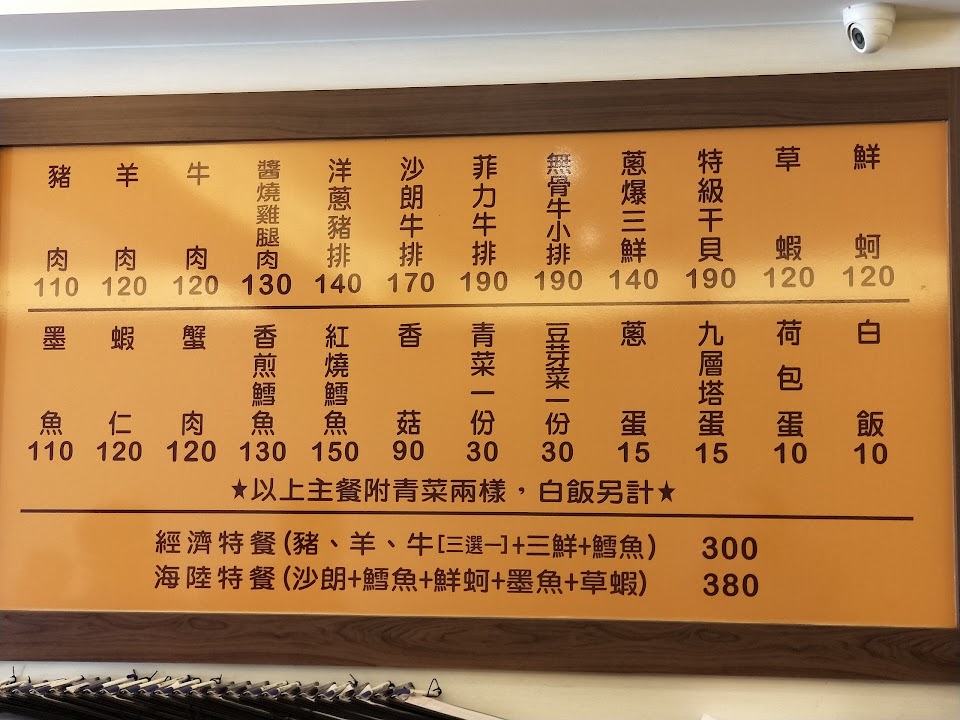 豬肉 110
羊肉 120
牛肉 120
醬燒雞腿肉 130
洋蔥豬排 140
沙朗牛排 170
菲力牛排 190
無骨牛小排 190
蔥爆三鮮 140
特級干貝 190
草蝦 120
鮮蚵 120
墨魚 110
蝦仁 120
蟹肉 120
香煎鱈魚 130
紅燒鱈魚 150
香菇 90
青菜一份 30
豆芽菜一份 30
蔥蛋 15
九層塔蛋 15
荷包蛋 10
白飯 10
★以上主餐附青菜兩樣，白飯另計★
經濟特餐(豬、羊、牛[三選一]+三鮮+鱈魚) 300
海陸特餐(沙朗+鱈魚+鮮蚵+墨魚+草蝦) 380